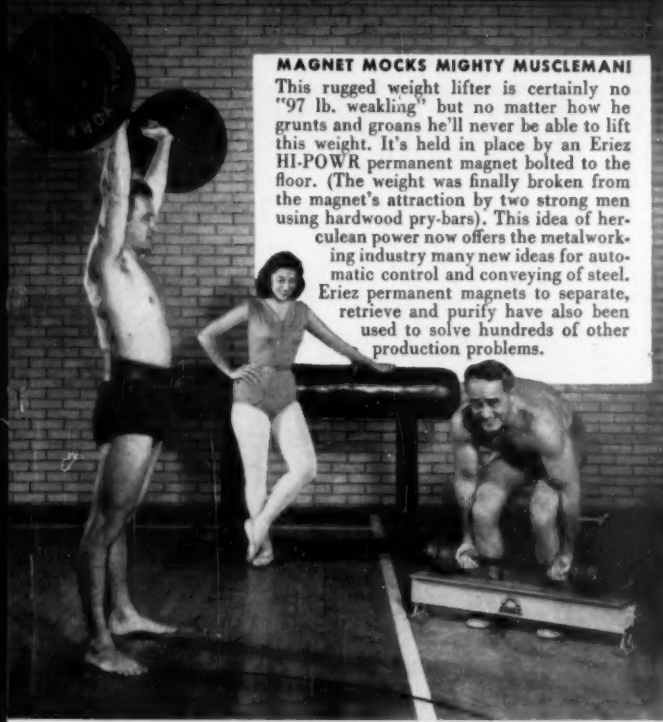 YORK
MAGNET MOCKS MIGHTY MUSCLEMAN!
This rugged weight lifter is certainly no
"97 lb. weakling" but no matter how he
grunts and groans he'll never be able to lift
this weight. It's held in place by an Eriez
HI-POWR permanent magnet bolted to the
floor. (The weight was finally broken from
the magnet's attraction by two strong men
using hardwood pry-bars). This idea of her-
culean power now offers the metalwork-
ing industry many new ideas for auto-
matic control and conveying of steel.
Eriez permanent magnets to separate,
retrieve and purify have also been
used to solve hundreds of other
production problems.